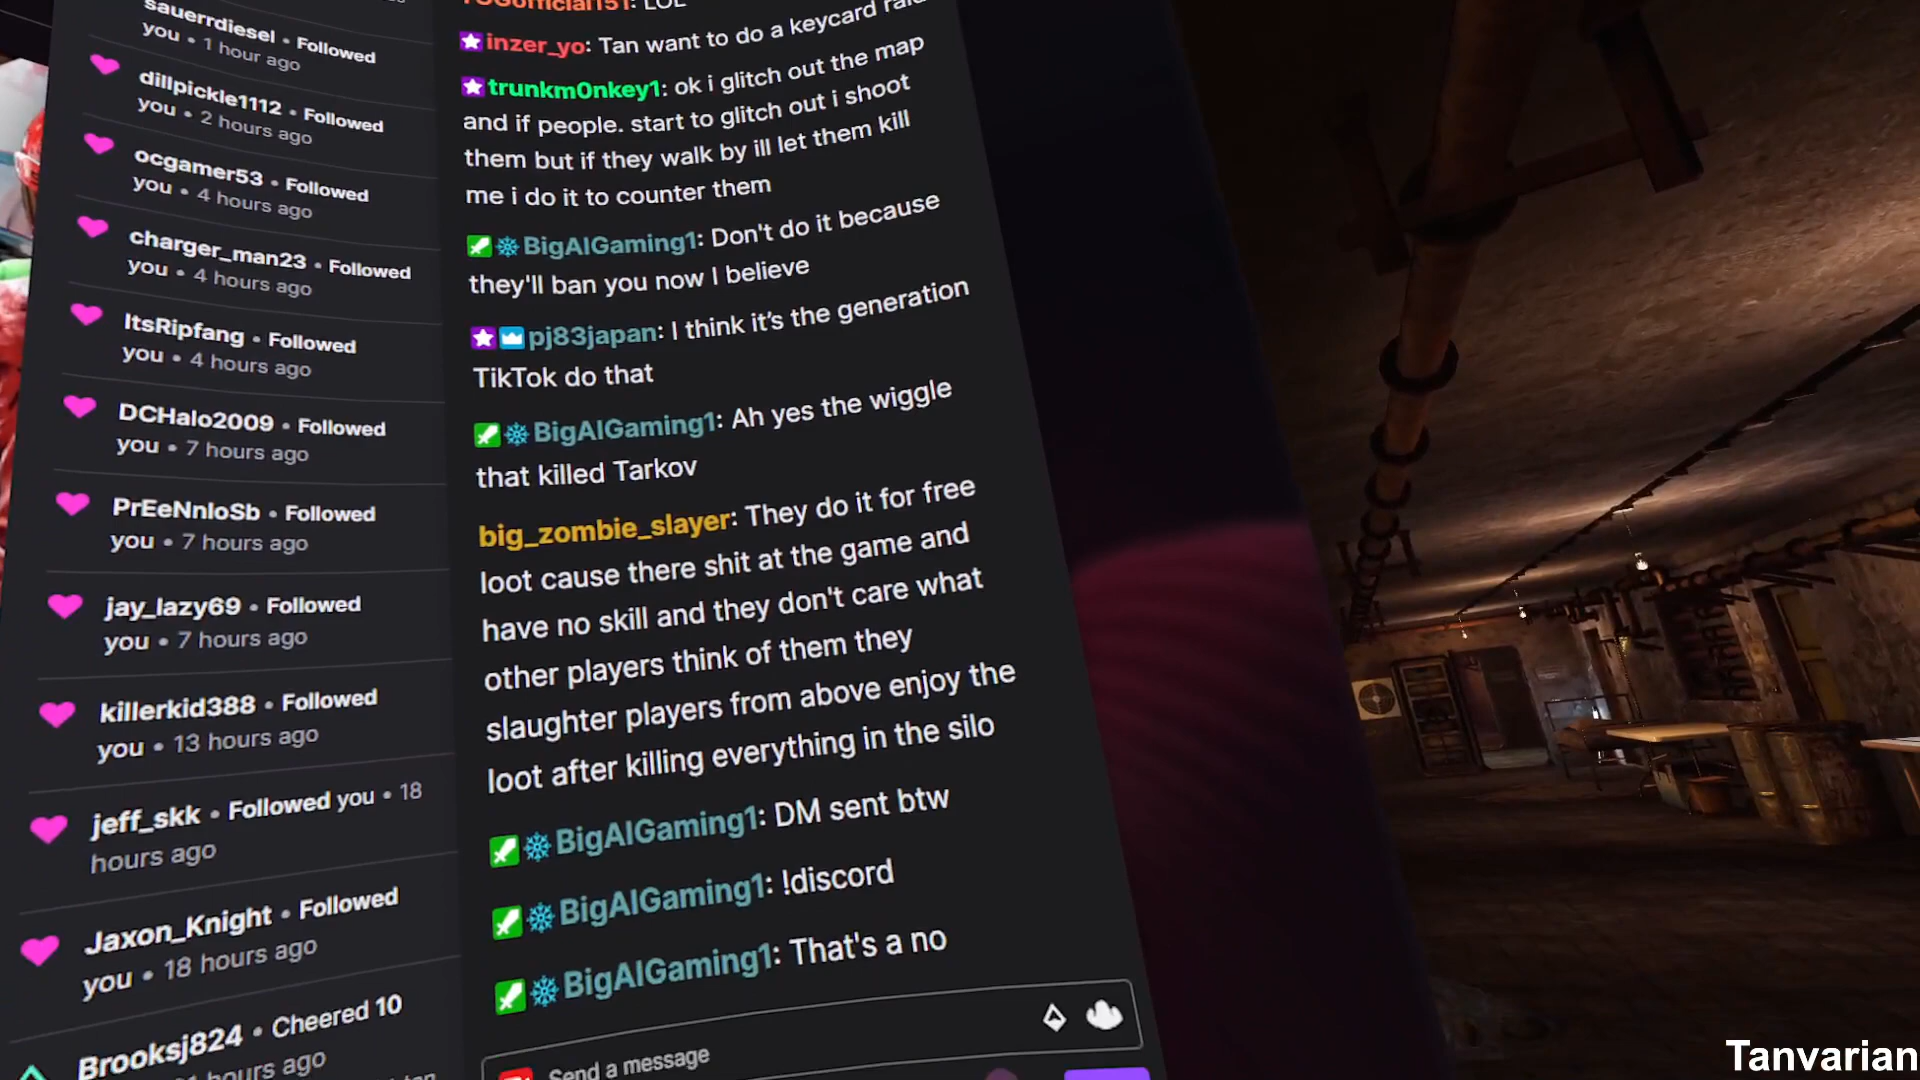 sauerrdiesel • Followed
you • 1 hour ago
dillpickle1112 • Followed
you • 2 hours ago
ocgamer53 • Followed
you • 4 hours ago
charger_man23 • Followed
you • 4 hours ago
ItsRipfang • Followed
you • 4 hours ago
DCHalo2009 • Followed
you • 7 hours ago
PrEeNnIoSb • Followed
you • 7 hours ago
jay_lazy69 • Followed
you • 7 hours ago
killerkid388 • Followed
you • 13 hours ago
jeff_skk • Followed you • 18
hours ago
Jaxon_Knight • Followed
you • 18 hours ago
Brooksj824 • Cheered 10
hours ago
LOL
inzer_yo: Tan want to do a keycard raid
trunkm0nkey1: ok i glitch out the map
and if people. start to glitch out i shoot
them but if they walk by ill let them kill
me i do it to counter them
BigAlGaming1: Don't do it because
they'll ban you now I believe
pj83japan: I think it's the generation
TikTok do that
BigAlGaming1: Ah yes the wiggle
that killed Tarkov
big_zombie_slayer: They do it for free
loot cause there shit at the game and
have no skill and they don't care what
other players think of them they
slaughter players from above enjoy the
loot after killing everything in the silo
BigAlGaming1: DM sent btw
BigAlGaming1: !discord
BigAlGaming1: That's a no
Send a message
Tanvarian